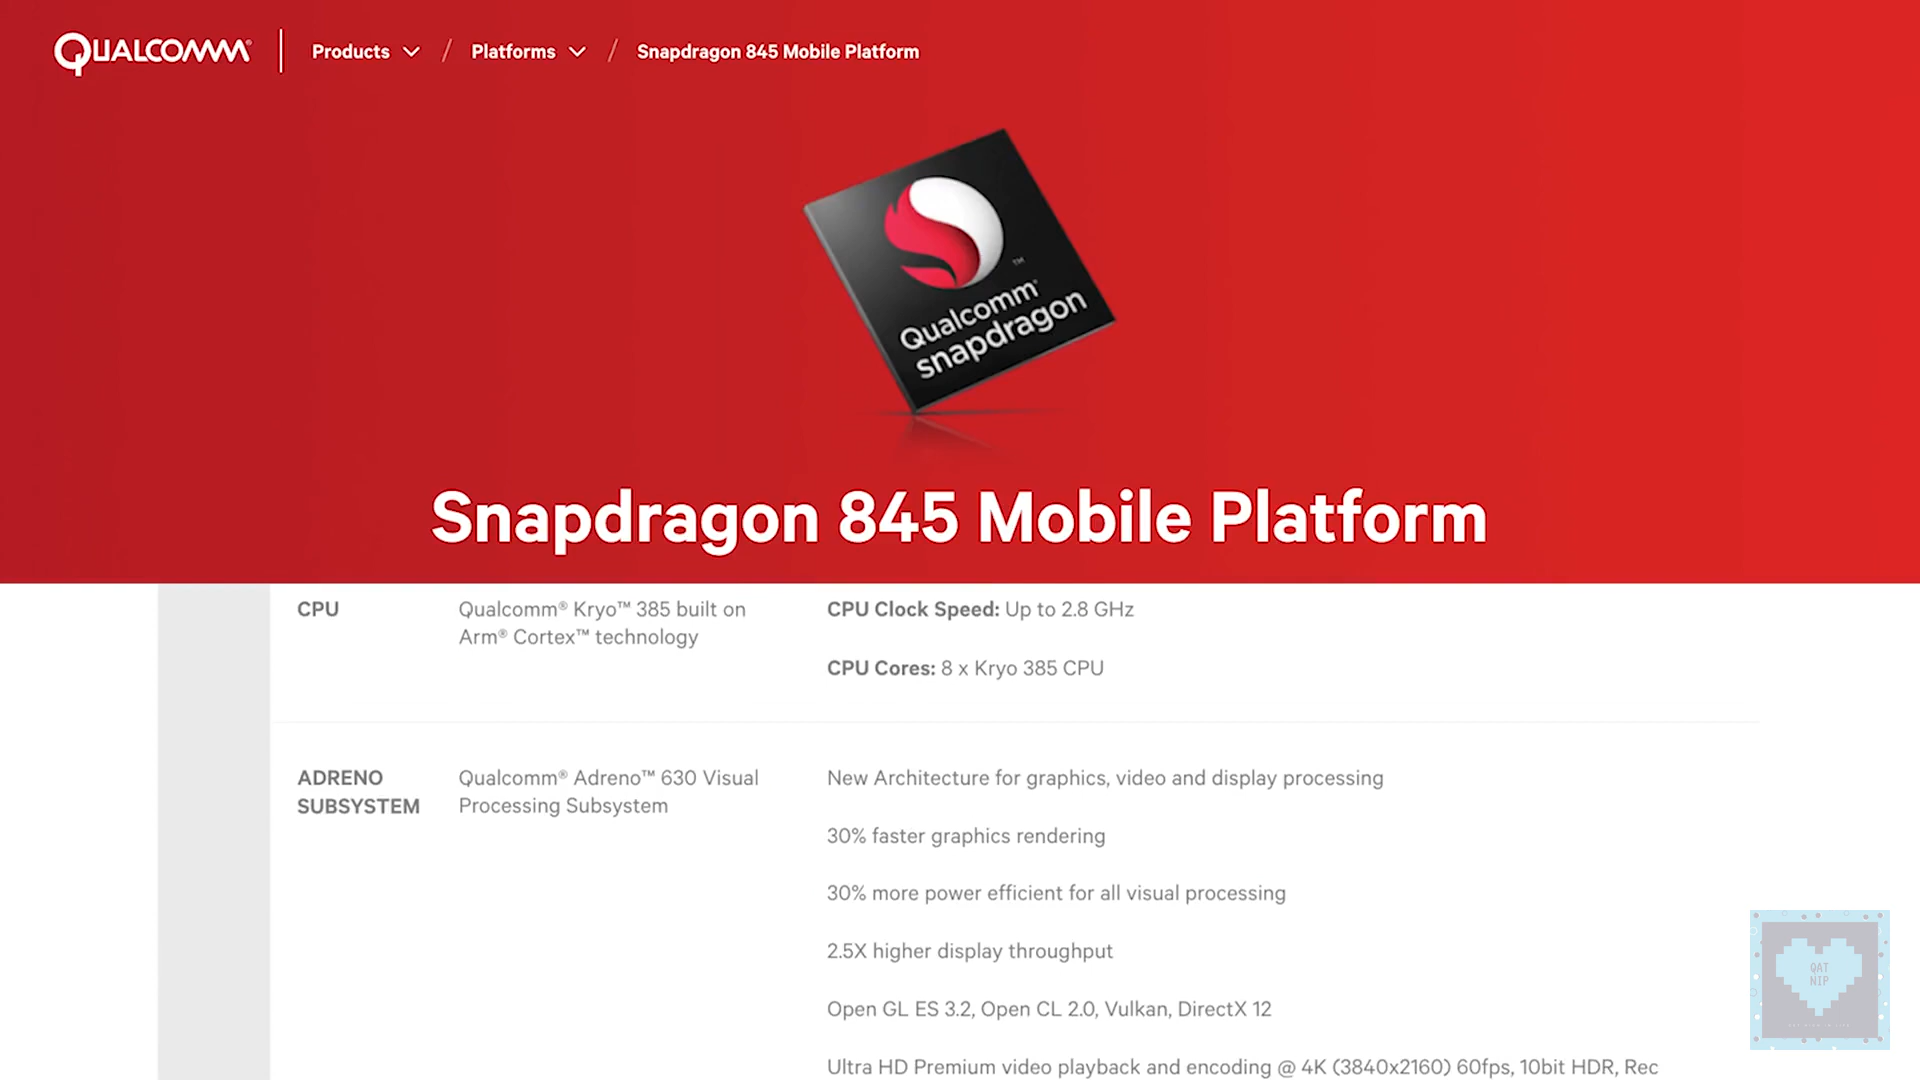 QUALCOMM® | Products / Platforms / Snapdragon 845 Mobile Platform
Qualcomm®
snapdragon
™
Snapdragon 845 Mobile Platform
CPU
Qualcomm® Kryo™ 385 built on
Arm® Cortex™ technology
CPU Clock Speed: Up to 2.8 GHz
CPU Cores: 8 x Kryo 385 CPU
ADRENO
SUBSYSTEM
Qualcomm® Adreno™ 630 Visual
Processing Subsystem
New Architecture for graphics, video and display processing
30% faster graphics rendering
30% more power efficient for all visual processing
2.5X higher display throughput
Open GL ES 3.2, Open CL 2.0, Vulkan, DirectX 12
Ultra HD Premium video playback and encoding @ 4K (3840x2160) 60fps, 10bit HDR, Rec
QAT
NIP